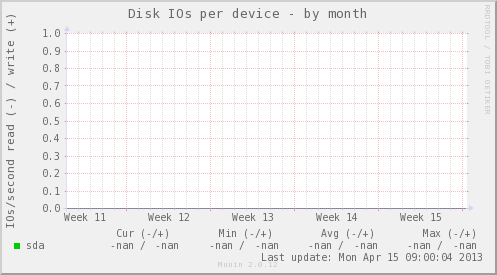 Disk IOs per device - by month
RRDTOOL / TOBI OETIKER
IOs/second read (-) / write (+)
1.0
0.9
0.8
0.7
0.6
0.5
0.4
0.3
0.2
0.1
0.0
Week 11 Week 12 Week 13 Week 14 Week 15
Cur (-/+) Min (-/+) Avg (-/+) Max (-/+)
sda -nan / -nan -nan / -nan -nan / -nan -nan / -nan
Last update: Mon Apr 15 09:00:04 2013
Munin 2.0.12